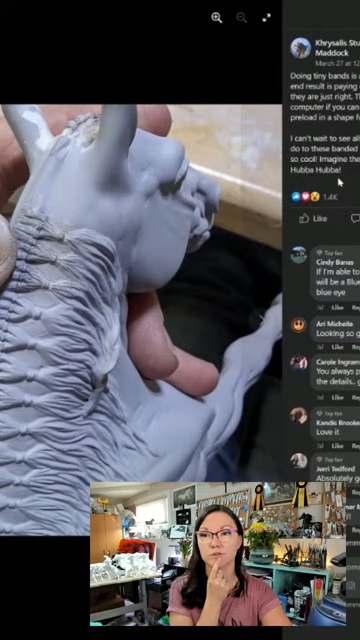 Khrysalis Stu
Maddock
March 27 at 12
Doing tiny bands is
end result is paying
they are just right. Th
computer if you can
preload in a shape fo
I can't wait to see all
do to these banded
so cool! Imagine the
Hubba Hubba!
1.4K
Like
Top fan
Cindy Banas
If I'm able to
will be a Blue
blue eye
Like
Ari Michelle
Looking so g
Like
Carole Ingram
You always p
the details..
Like
Top fan
Kandis Brooke
Love it
Like
Top fan
Jerri Tedford
Absolutely g